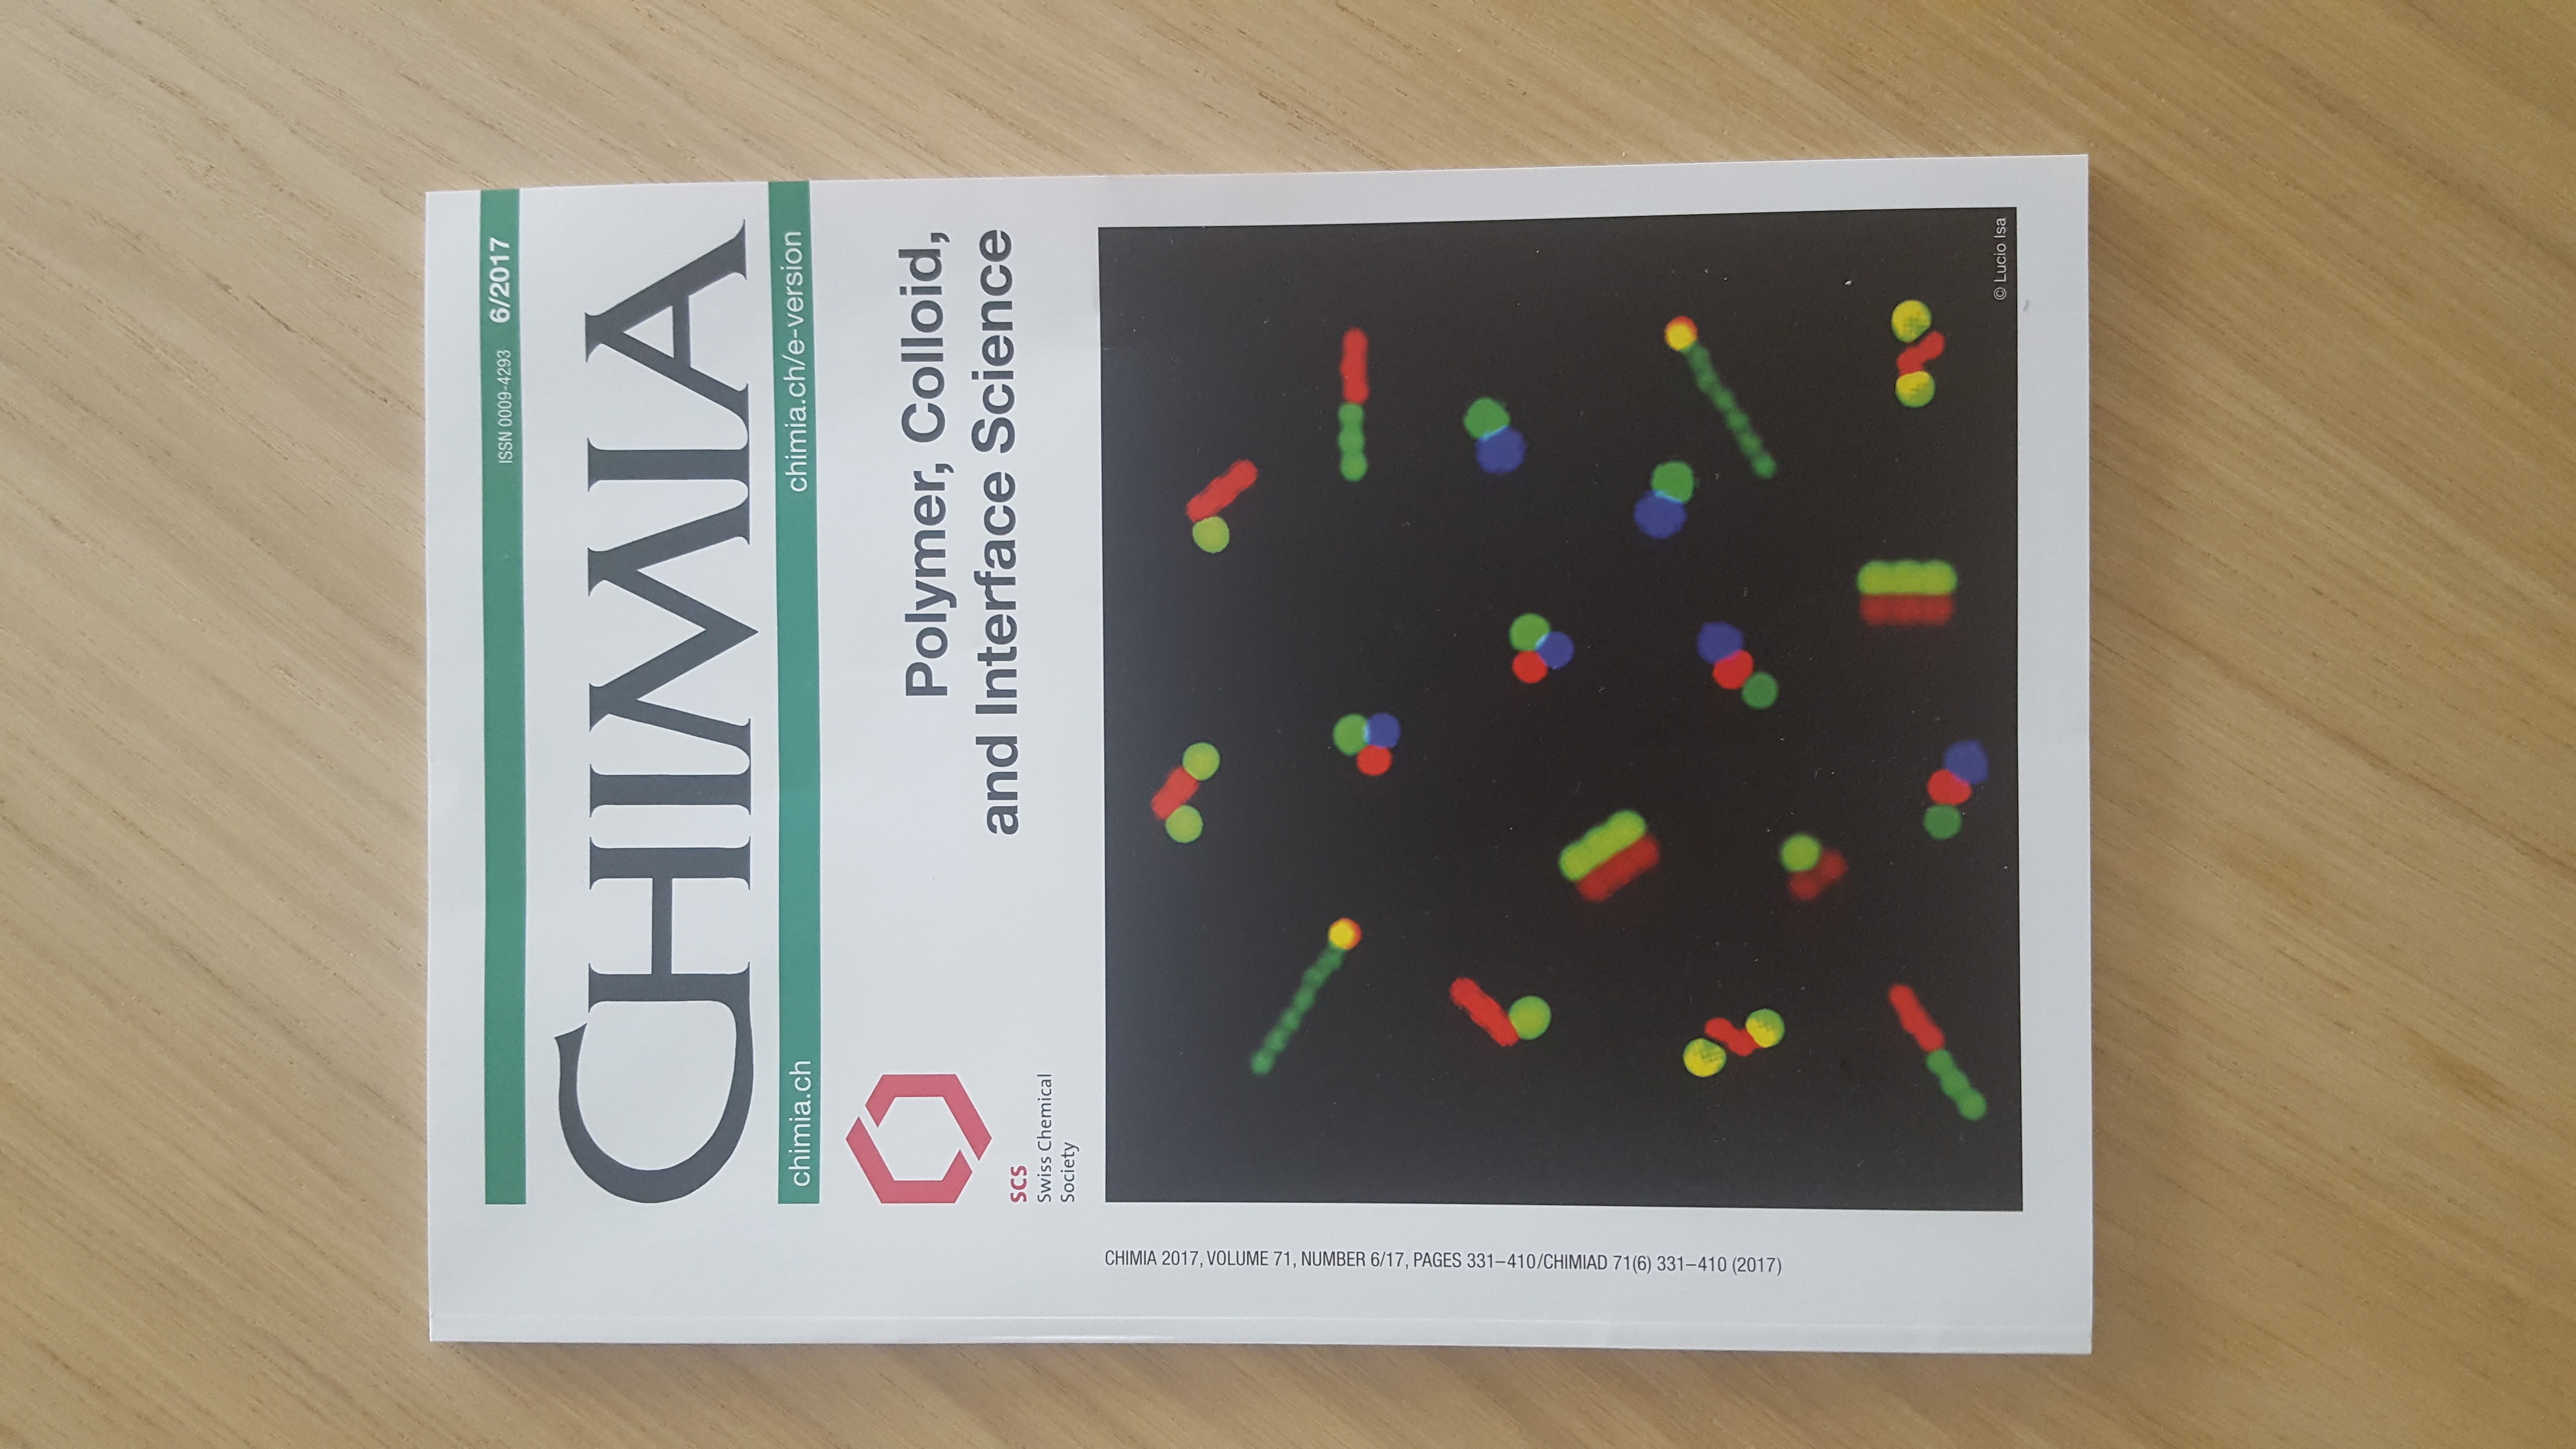 ISSN 0009-4293 6/2017
CHIMIA
chimia.ch chimia.ch/e-version
SCS
Swiss Chemical
Society
Polymer, Colloid,
and Interface Science
CHIMIA 2017, VOLUME 71, NUMBER 6/17, PAGES 331–410/CHIMIAD 71(6) 331–410 (2017)
© Lucio Isa